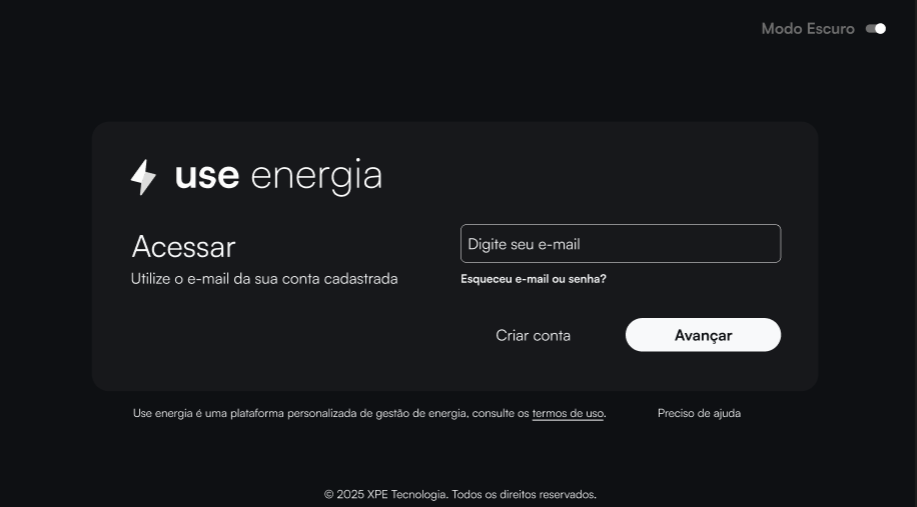 Modo Escuro
use energia
Acessar
Utilize o e-mail da sua conta cadastrada
Digite seu e-mail
Esqueceu e-mail ou senha?
Criar conta
Avançar
Use energia é uma plataforma personalizada de gestão de energia, consulte os termos de uso.
Preciso de ajuda
© 2025 XPE Tecnologia. Todos os direitos reservados.